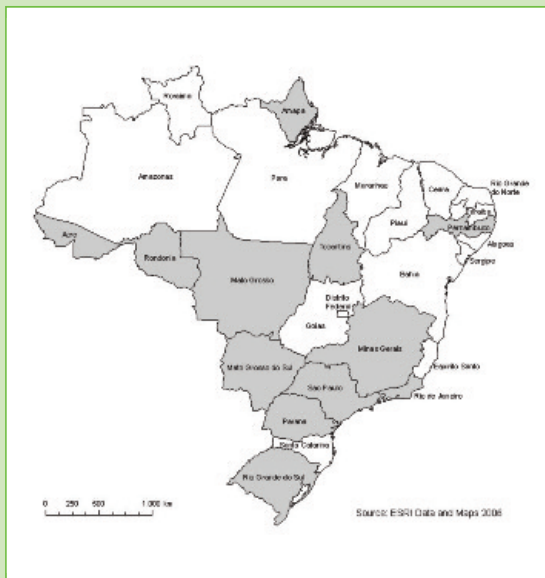 Roraima
Amapa
Amazonas
Para
Maranhao
Ceara
Rio Grande
do Norte
Paraiba
Piaui
Pernambuco
Acre
Alagoas
Tocantins
Sergipe
Rondonia
Bahia
Mato Grosso
Distrito
Federal
Goias
Minas Gerais
Espirito Santo
Mato Grosso do Sul
Sao Paulo
Rio de Janeiro
Parana
Santa Catarina
Rio Grande do Sul
0 250 500 1.000 km
Source: ESRI Data and Maps 2006